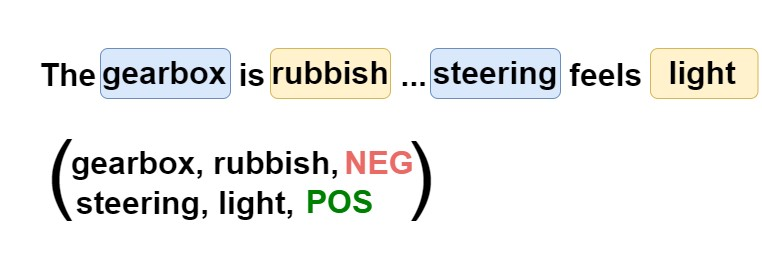 The gearbox is rubbish ... steering feels light
(gearbox, rubbish, NEG
steering, light, POS)